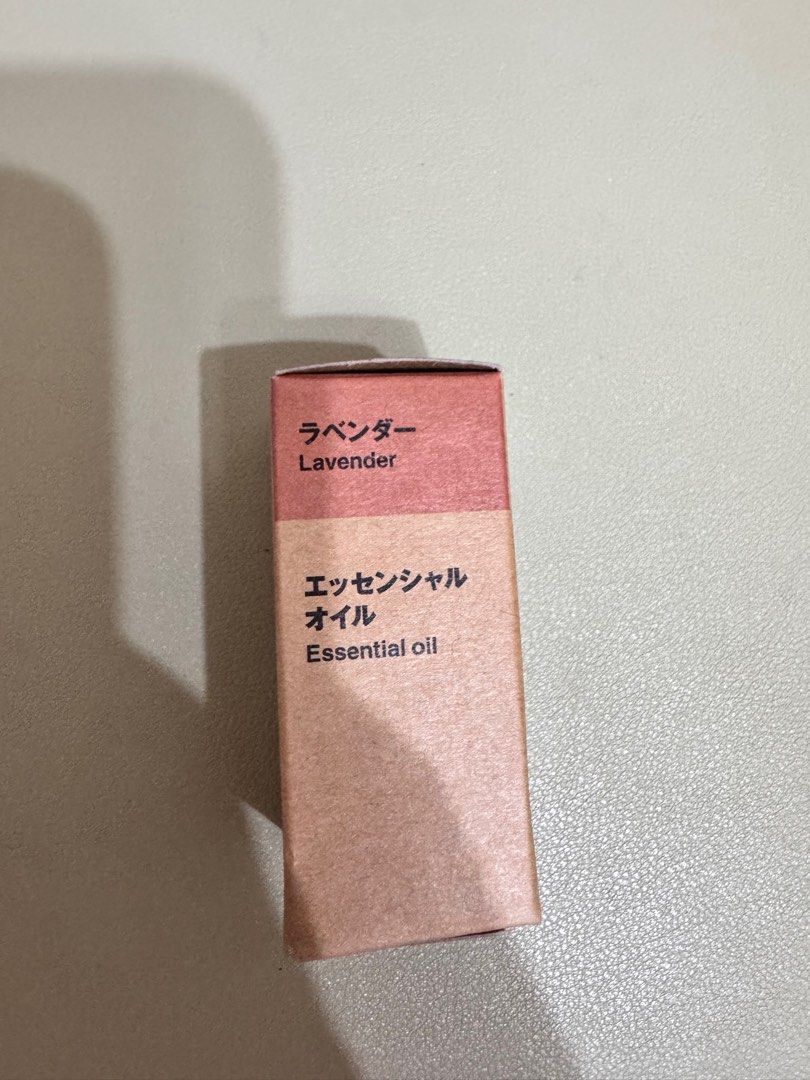 ラベンダー
Lavender
エッセンシャル
オイル
Essential oil